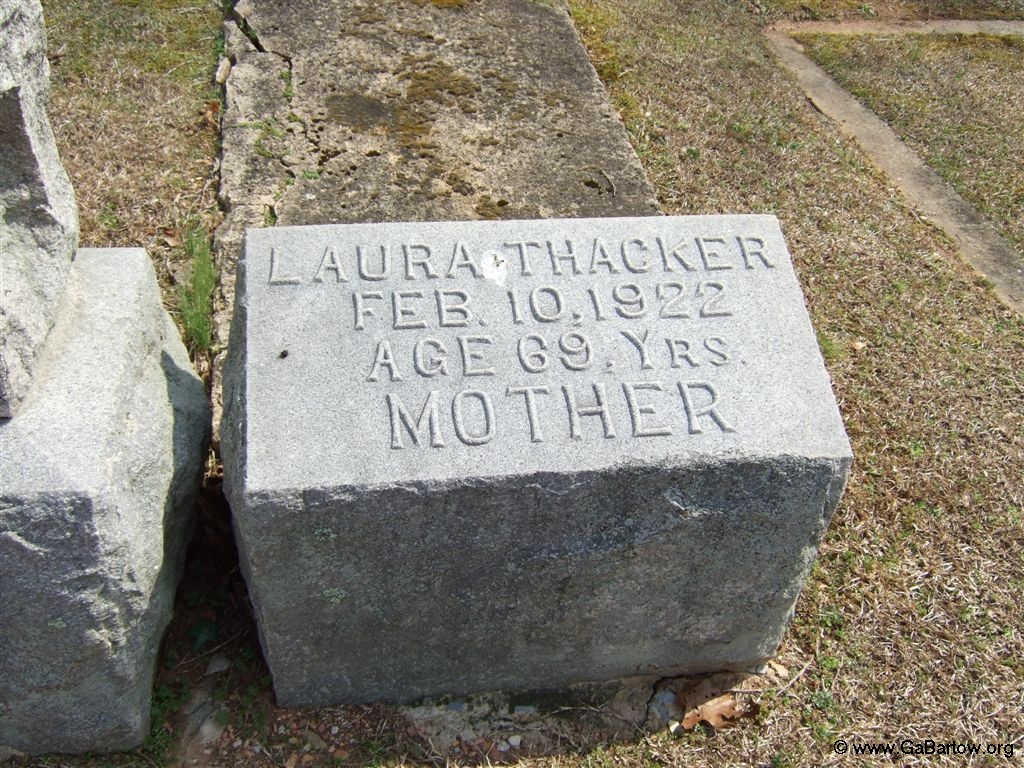 LAURA THACKER
FEB. 10, 1922
AGE 69. YRS.
MOTHER
© www.GaBartow.org